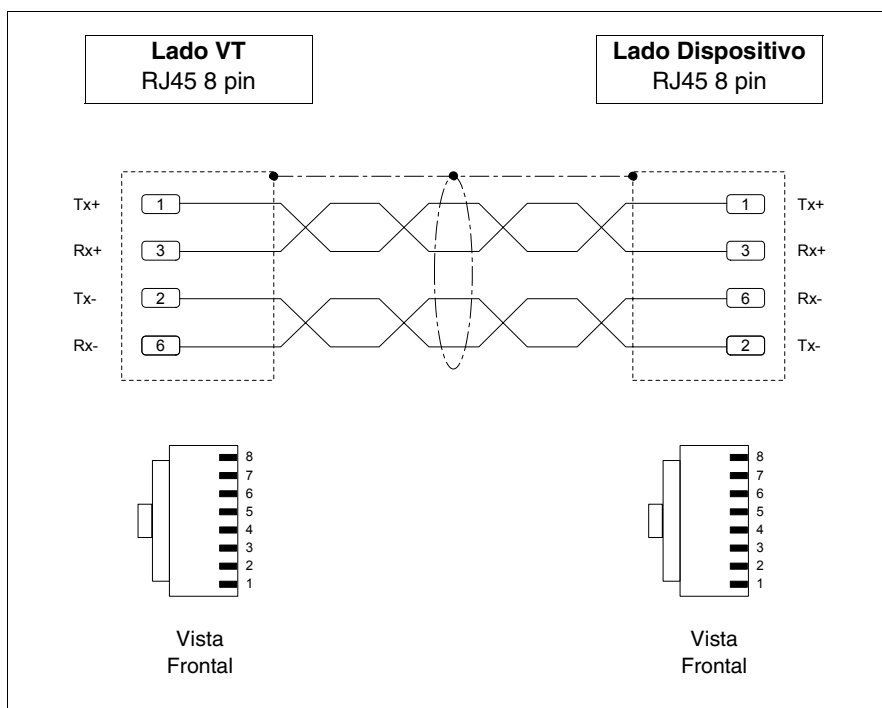 Lado VT
RJ45 8 pin
Lado Dispositivo
RJ45 8 pin
Tx+ 1 1 Tx+
Rx+ 3 3 Rx+
Tx- 2 6 Rx-
Rx- 6 2 Tx-
8
7
6
5
4
3
2
1
Vista
Frontal
8
7
6
5
4
3
2
1
Vista
Frontal